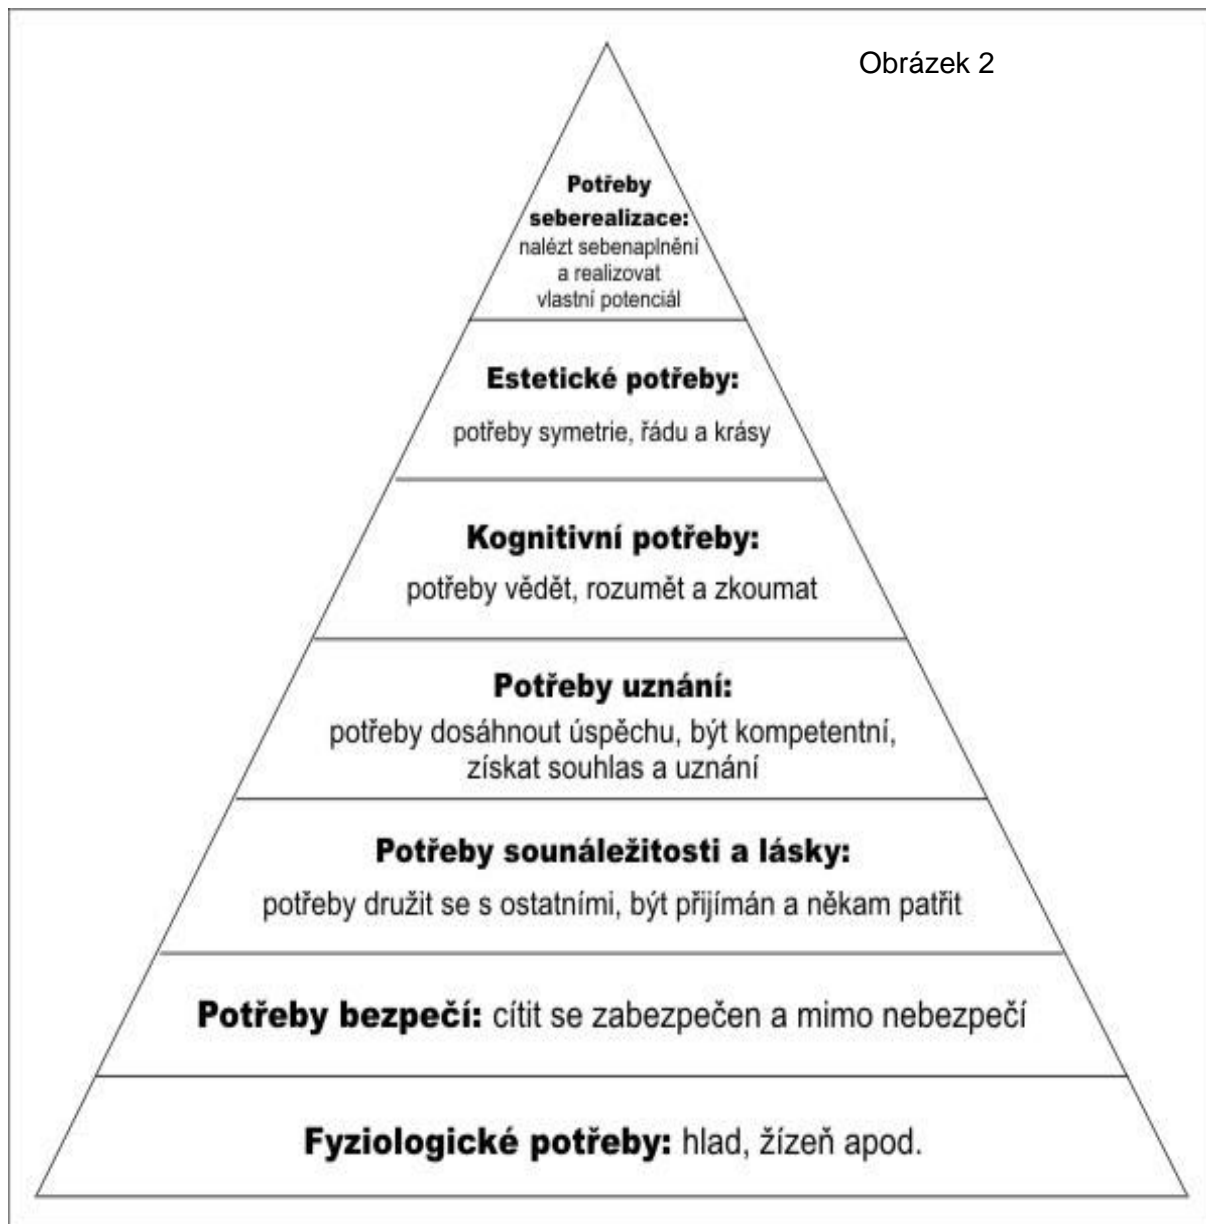 Obrázek 2
Potřeby
seberealizace:
nalézt sebenaplnění
a realizovat
vlastní potenciál
Estetické potřeby:
potřeby symetrie, řádu a krásy
Kognitivní potřeby:
potřeby vědět, rozumět a zkoumat
Potřeby uznání:
potřeby dosáhnout úspěchu, být kompetentní,
získat souhlas a uznání
Potřeby sounáležitosti a lásky:
potřeby družit se s ostatními, být přijímán a někam patřit
Potřeby bezpečí: cítit se zabezpečen a mimo nebezpečí
Fyziologické potřeby: hlad, žízeň apod.